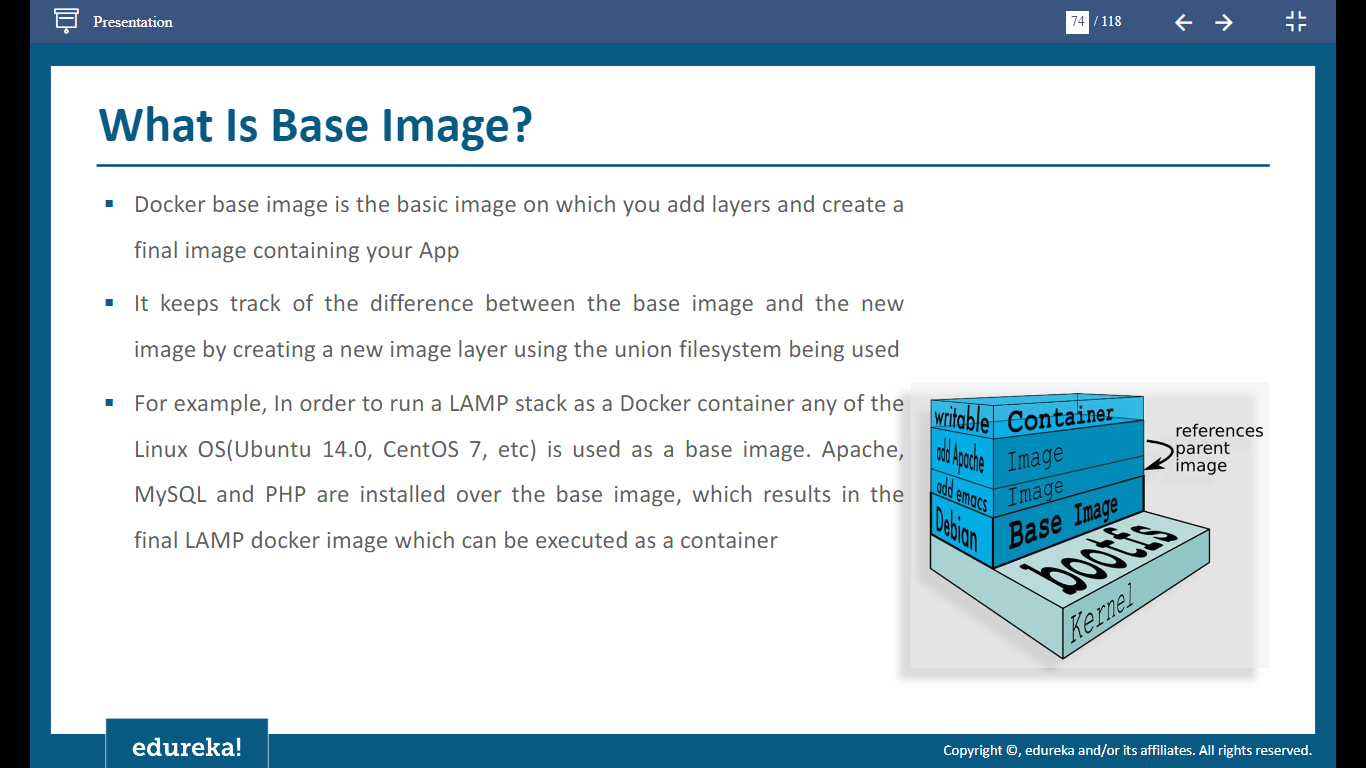 Presentation
74 / 118
What Is Base Image?
Docker base image is the basic image on which you add layers and create a
final image containing your App
It keeps track of the difference between the base image and the new
image by creating a new image layer using the union filesystem being used
For example, In order to run a LAMP stack as a Docker container any of the
Linux OS(Ubuntu 14.0, CentOS 7, etc) is used as a base image. Apache,
MySQL and PHP are installed over the base image, which results in the
final LAMP docker image which can be executed as a container
writable Container
add Apache Image
add emacs Image
Debian Base Image
bootfs
Kernel
references
parent
image
edureka!
Copyright ©, edureka and/or its affiliates. All rights reserved.